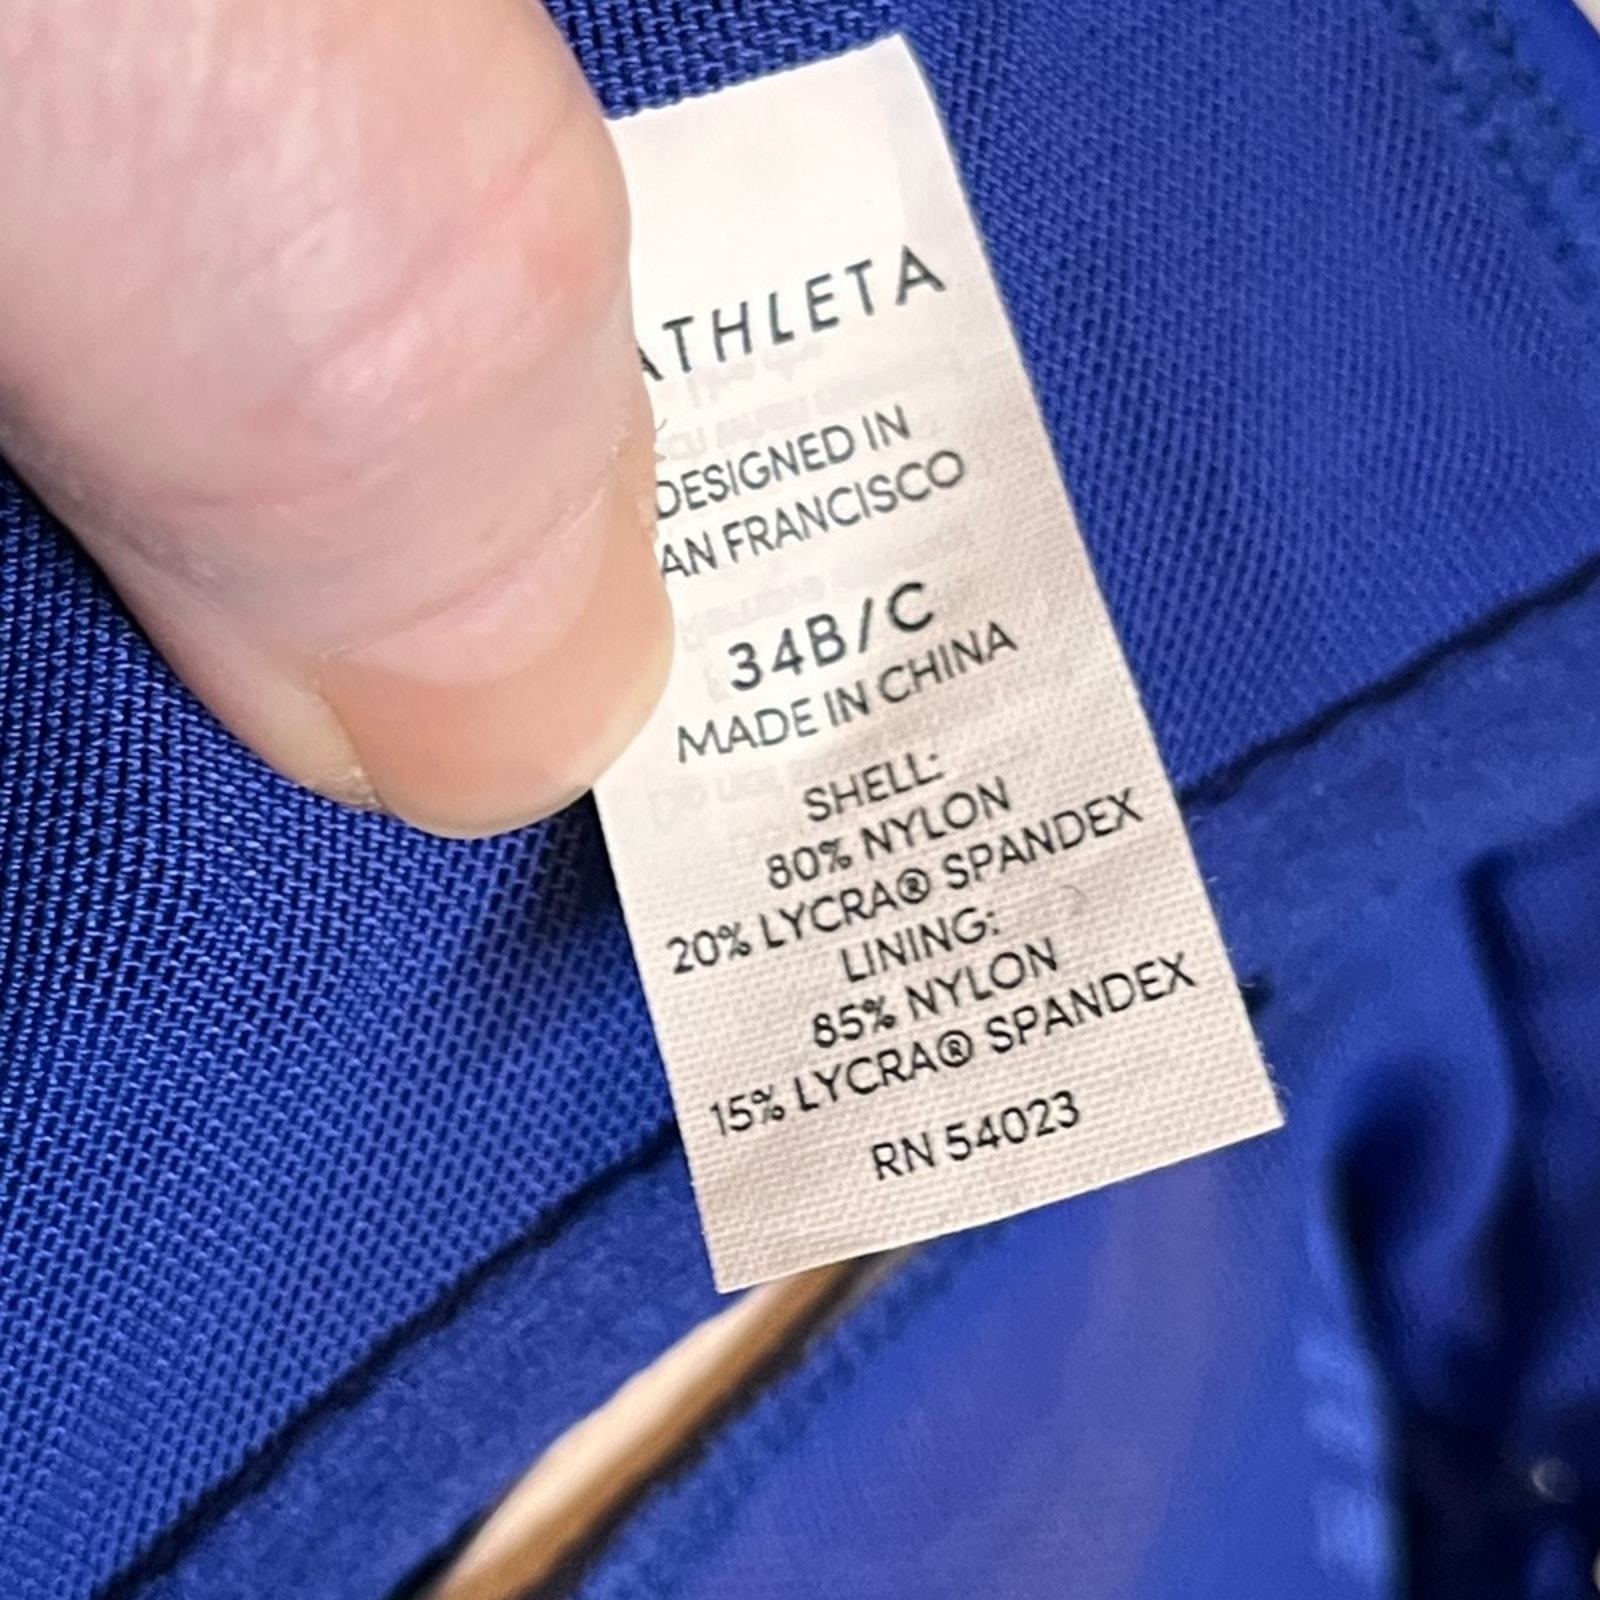 ATHLETA
DESIGNED IN
AN FRANCISCO
34B/C
MADE IN CHINA
SHELL:
80% NYLON
20% LYCRA® SPANDEX
LINING:
85% NYLON
15% LYCRA® SPANDEX
RN 54023